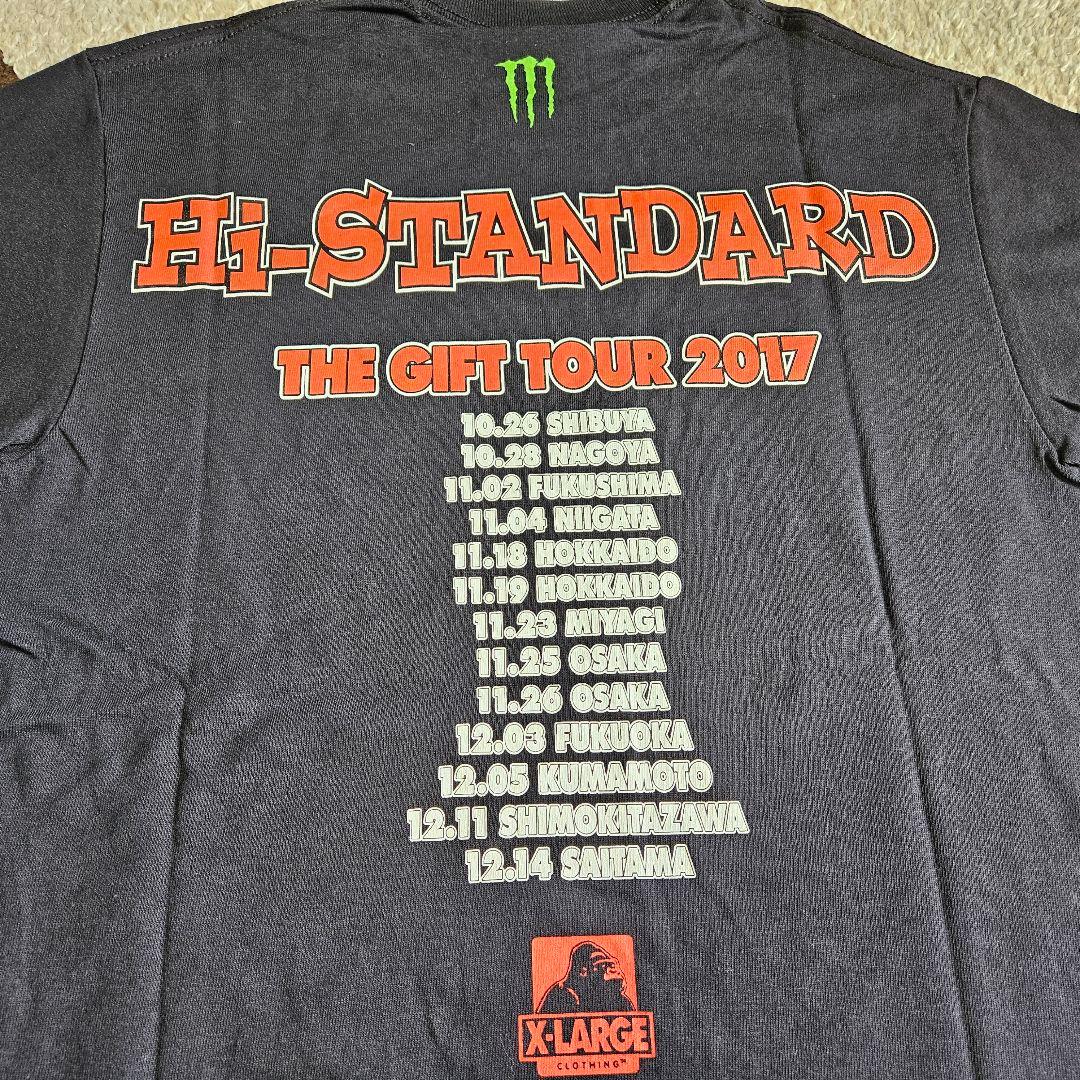 Hi-STANDARD
THE GIFT TOUR 2017
10.26 SHIBUYA
10.28 NAGOYA
11.02 FUKUSHIMA
11.04 NIIGATA
11.18 HOKKAIDO
11.19 HOKKAIDO
11.23 MIYAGI
11.25 OSAKA
11.26 OSAKA
12.03 FUKUOKA
12.05 KUMAMOTO
12.11 SHIMOKITAZAWA
12.14 SAITAMA
X-LARGE
CLOTHING™